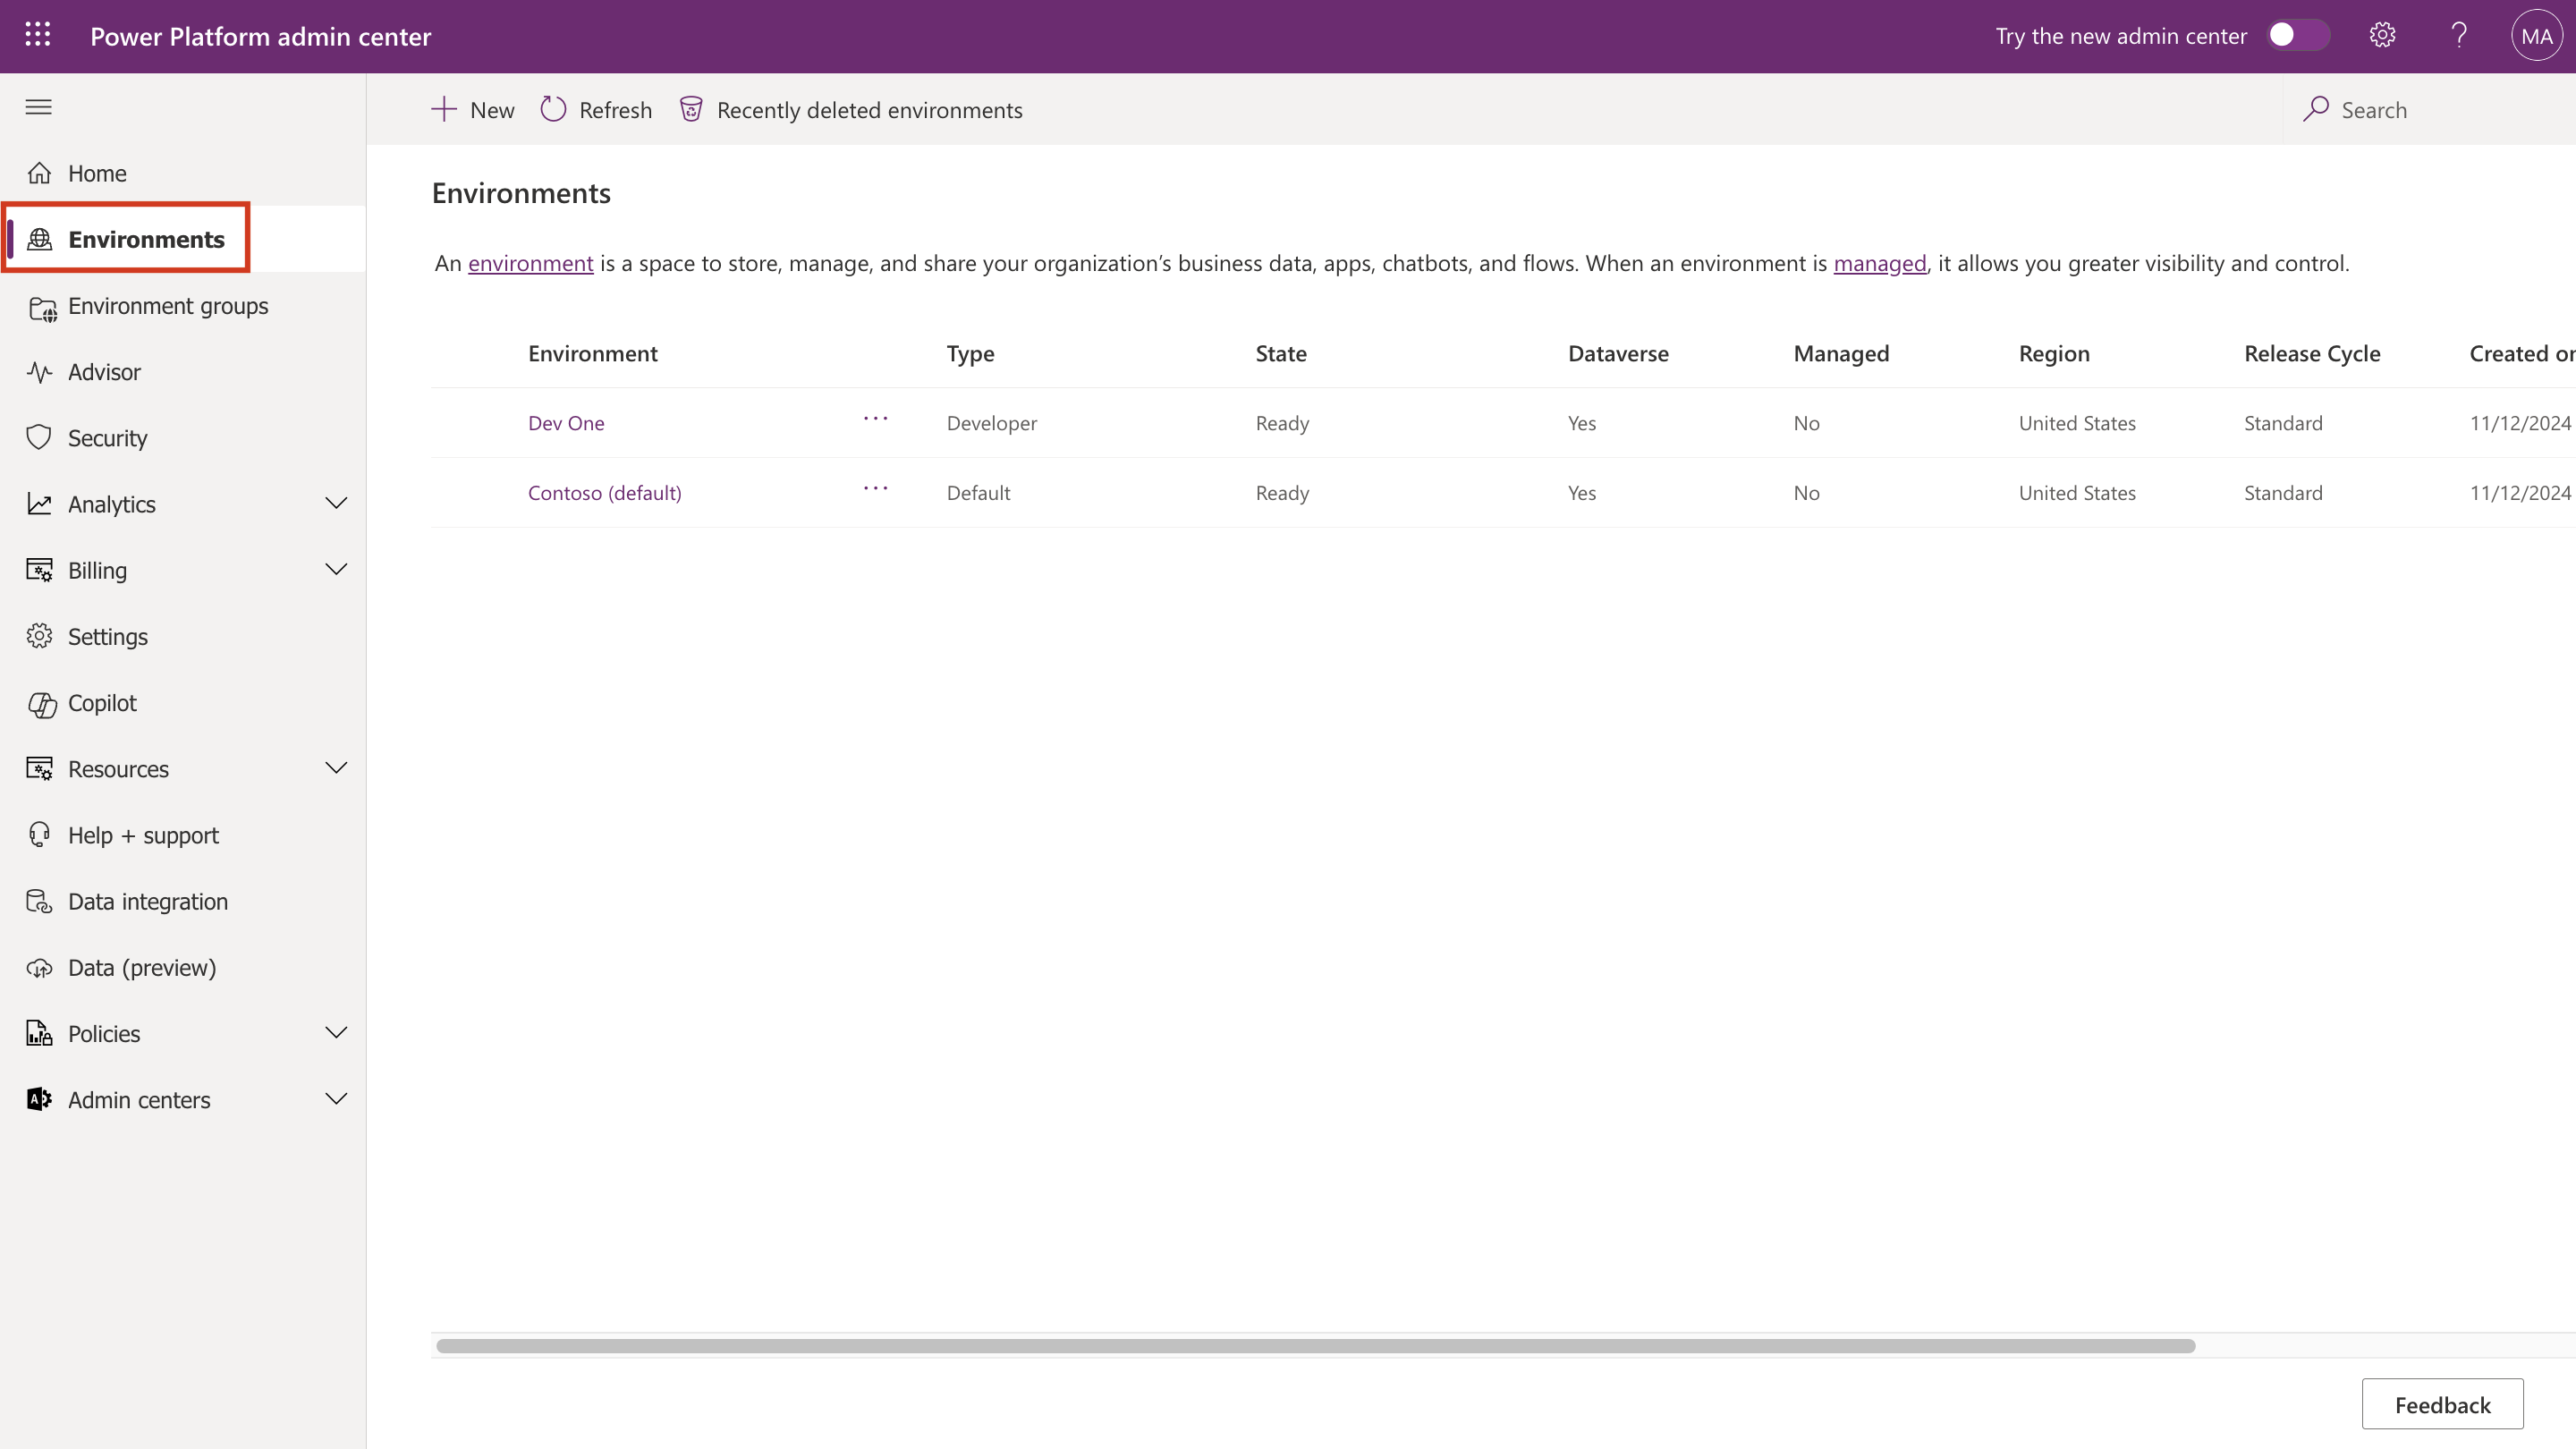 Power Platform admin center
Try the new admin center
MA
New
Refresh
Recently deleted environments
Search
Home
Environments
Environment groups
Advisor
Security
Analytics
Billing
Settings
Copilot
Resources
Help + support
Data integration
Data (preview)
Policies
Admin centers
Environments
An environment is a space to store, manage, and share your organization’s business data, apps, chatbots, and flows. When an environment is managed, it allows you greater visibility and control.
Environment Type State Dataverse Managed Region Release Cycle Created on
Dev One ··· Developer Ready Yes No United States Standard 11/12/2024
Contoso (default) ··· Default Ready Yes No United States Standard 11/12/2024
Feedback